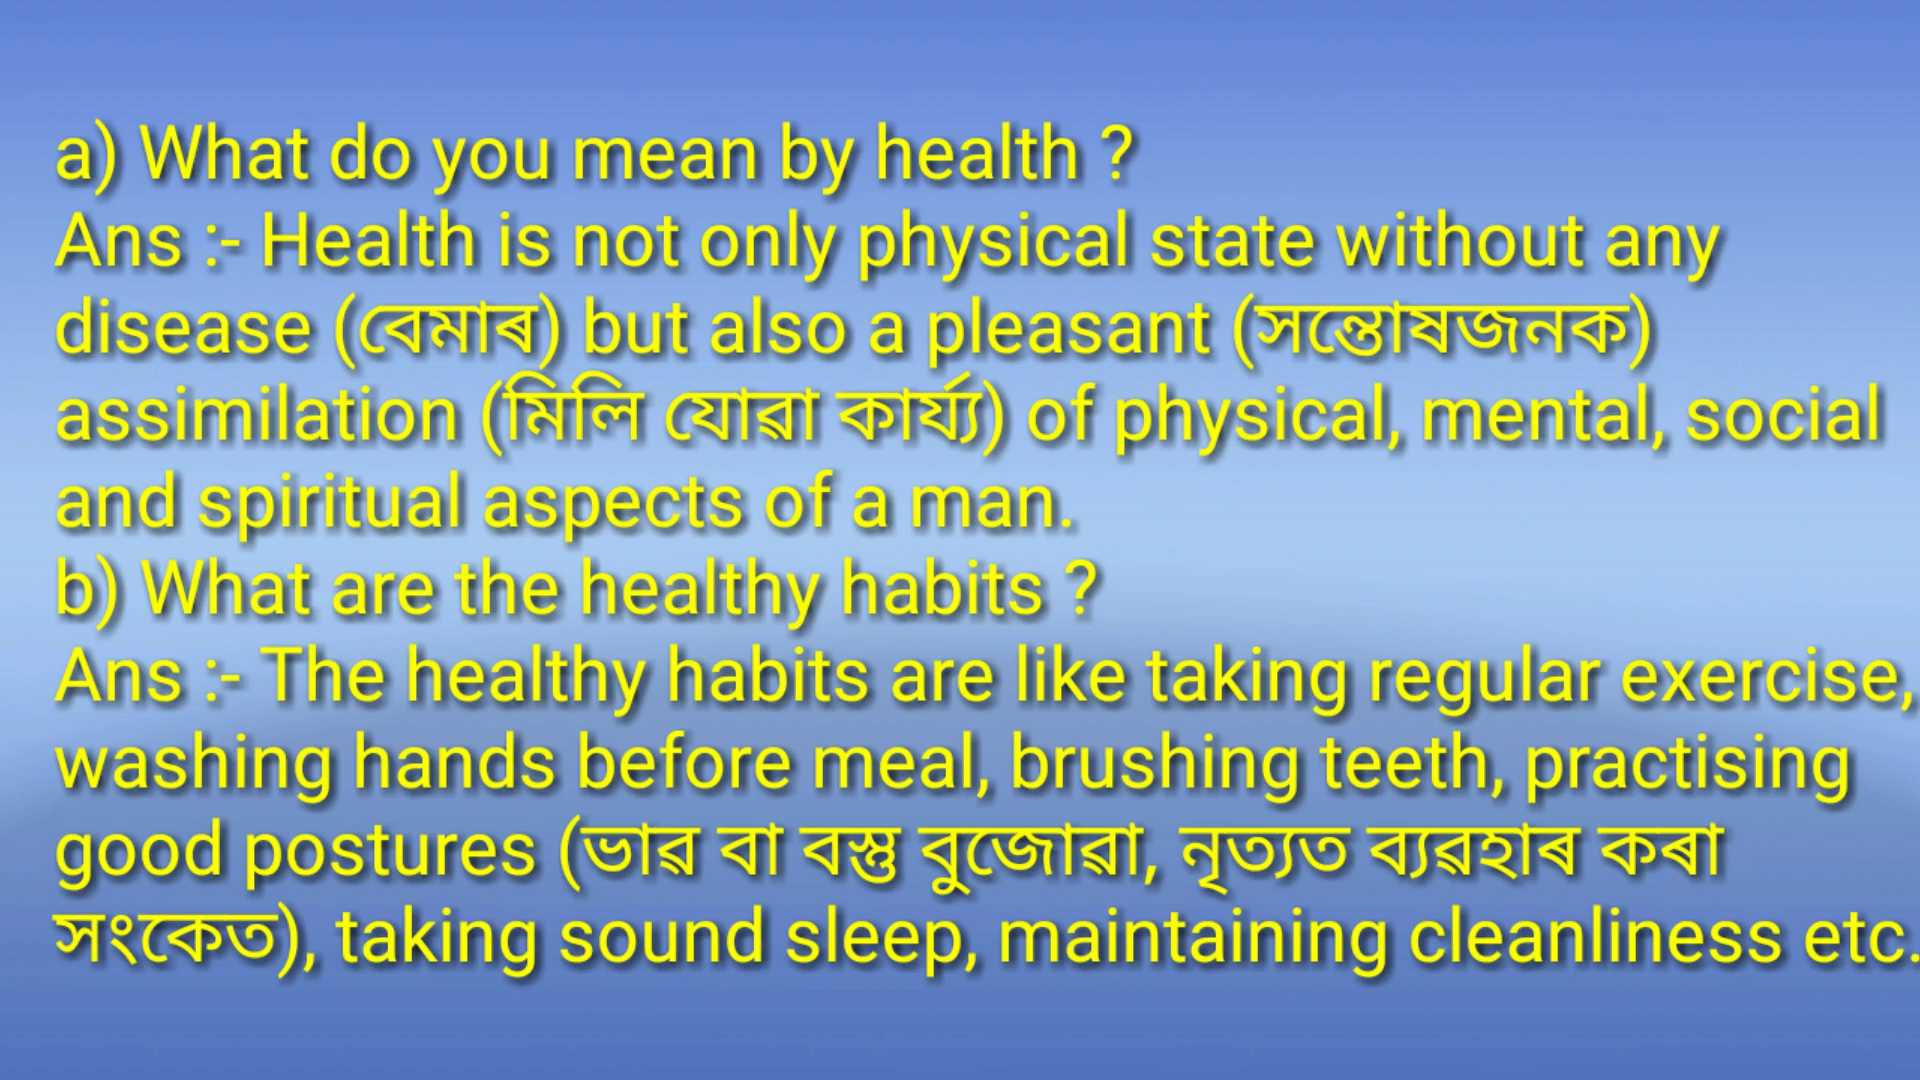 a) What do you mean by health ?
Ans :- Health is not only physical state without any
disease (বেমাৰ) but also a pleasant (সন্তোষজনক)
assimilation (মিলি যোৱা কাৰ্য্য) of physical, mental, social
and spiritual aspects of a man.
b) What are the healthy habits ?
Ans :- The healthy habits are like taking regular exercise,
washing hands before meal, brushing teeth, practising
good postures (ভাৱ বা বস্তু বুজোৱা, নৃত্যত ব্যৱহাৰ কৰা
সংকেত), taking sound sleep, maintaining cleanliness etc.